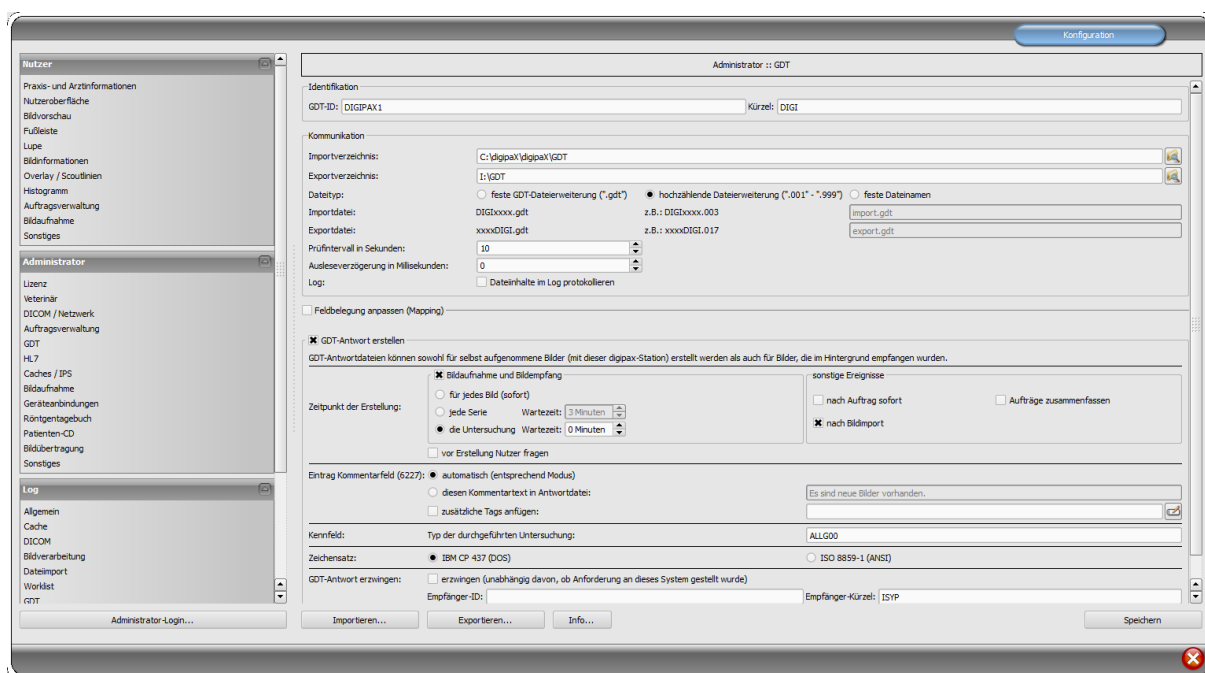 Konfiguration
Nutzer
Praxis- und Arztinformationen
Nutzeroberfläche
Bildvorschau
Fußleiste
Lupe
Bildinformationen
Overlay / Scoutlinien
Histogramm
Auftragsverwaltung
Bildaufnahme
Sonstiges
Administrator
Lizenz
Veterinär
DICOM / Netzwerk
Auftragsverwaltung
GDT
HL7
Caches / IPS
Bildaufnahme
Geräteanbindungen
Röntgentagebuch
Patienten-CD
Bildübertragung
Sonstiges
Log
Allgemein
Cache
DICOM
Bildverarbeitung
Dateiimport
Worklist
GDT
Administrator-Login...
Administrator :: GDT
Identifikation
GDT-ID: DIGIPAX1 Kürzel: DIGI
Kommunikation
Importverzeichnis: C:\digipaX\digipaX\GDT
Exportverzeichnis: I:\GDT
Dateityp: feste GDT-Dateierweiterung (".gdt") hochzählende Dateierweiterung (".001" - ".999") feste Dateinamen
Importdatei: DIGIxxxx.gdt z.B.: DIGIxxxx.003 import.gdt
Exportdatei: xxxxDIGI.gdt z.B.: xxxxDIGI.017 export.gdt
Prüfintervall in Sekunden: 10
Ausleseverzögerung in Millisekunden: 0
Log: Dateiinhalte im Log protokollieren
Feldbelegung anpassen (Mapping)
GDT-Antwort erstellen
GDT-Antwortdateien können sowohl für selbst aufgenommene Bilder (mit dieser digipax-Station) erstellt werden als auch für Bilder, die im Hintergrund empfangen wurden.
Zeitpunkt der Erstellung:
Bildaufnahme und Bildempfang
für jedes Bild (sofort)
jede Serie Wartezeit: 3 Minuten
die Untersuchung Wartezeit: 0 Minuten
sonstige Ereignisse
nach Auftrag sofort Aufträge zusammenfassen
nach Bildimport
vor Erstellung Nutzer fragen
Eintrag Kommentarfeld (6227): automatisch (entsprechend Modus)
diesen Kommentartext in Antwortdatei: Es sind neue Bilder vorhanden.
zusätzliche Tags anfügen:
Kennfeld: Typ der durchgeführten Untersuchung: ALLG00
Zeichensatz: IBM CP 437 (DOS) ISO 8859-1 (ANSI)
GDT-Antwort erzwingen: erzwingen (unabhängig davon, ob Anforderung an dieses System gestellt wurde)
Empfänger-ID: Empfänger-Kürzel: ISYP
Importieren... Exportieren... Info... Speichern